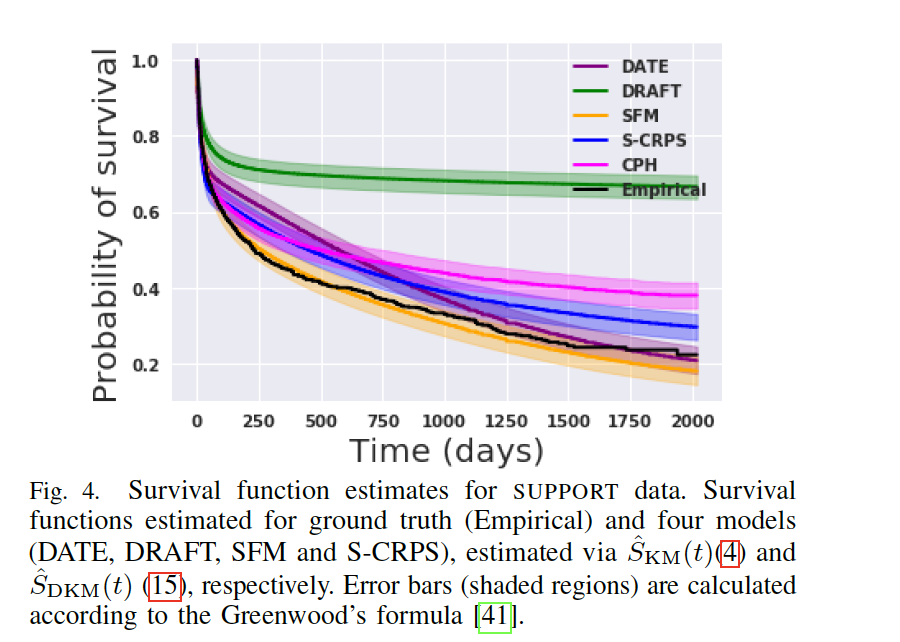 Probability of survival
1.0
0.8
0.6
0.4
0.2
DATE
DRAFT
SFM
S-CRPS
CPH
Empirical
0 250 500 750 1000 1250 1500 1750 2000
Time (days)
Fig. 4. Survival function estimates for SUPPORT data. Survival
functions estimated for ground truth (Empirical) and four models
(DATE, DRAFT, SFM and S-CRPS), estimated via Ŝ_KM(t)(4) and
Ŝ_DKM(t) (15), respectively. Error bars (shaded regions) are calculated
according to the Greenwood's formula [41].